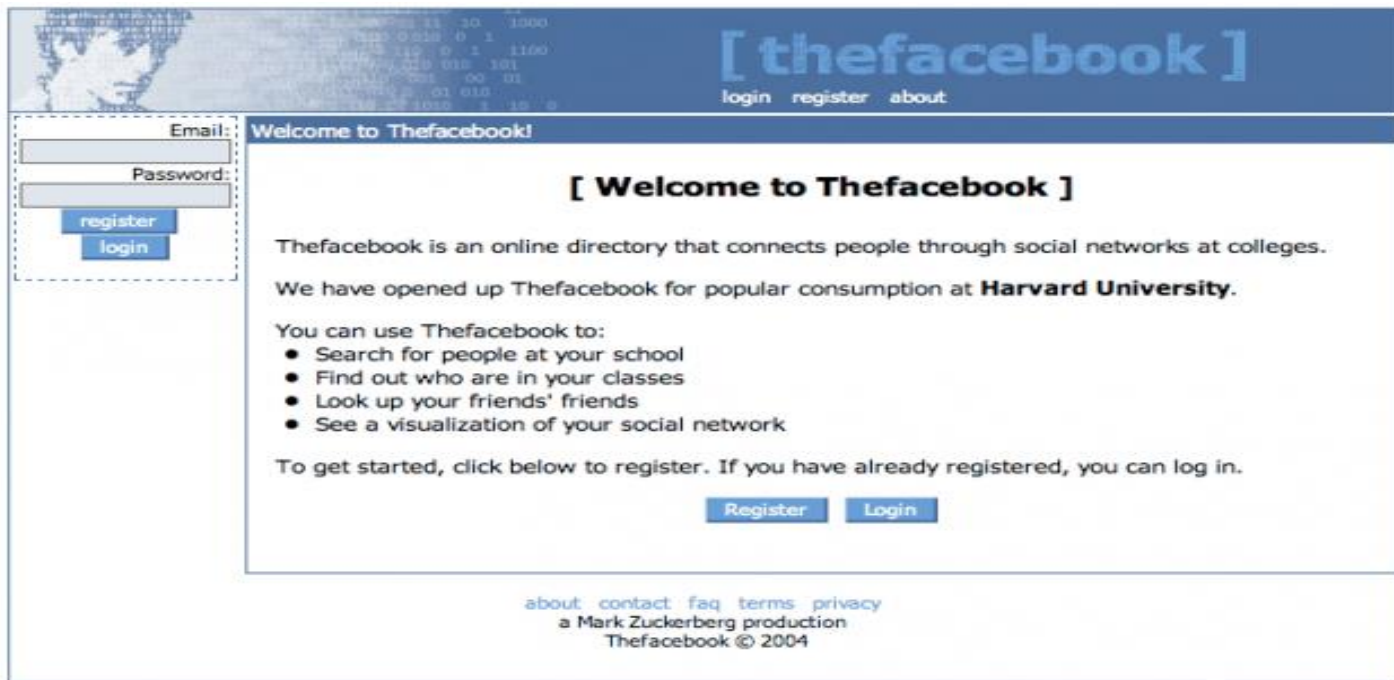 [ thefacebook ]
login register about
Email:
Password:
register
login
Welcome to Thefacebook!
[ Welcome to Thefacebook ]
Thefacebook is an online directory that connects people through social networks at colleges.
We have opened up Thefacebook for popular consumption at Harvard University.
You can use Thefacebook to:
• Search for people at your school
• Find out who are in your classes
• Look up your friends' friends
• See a visualization of your social network
To get started, click below to register. If you have already registered, you can log in.
Register Login
about contact faq terms privacy
a Mark Zuckerberg production
Thefacebook © 2004